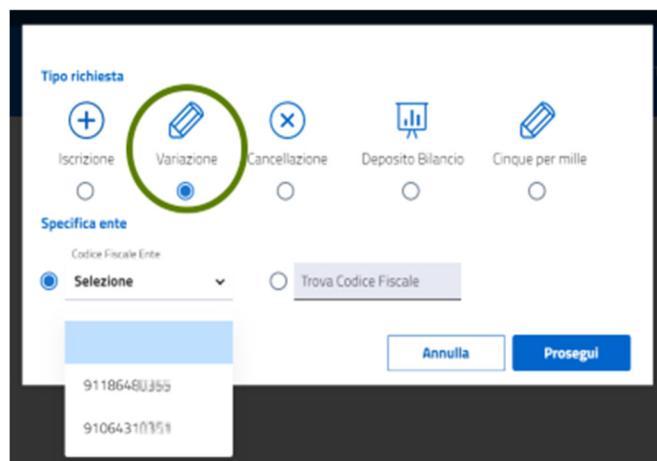 Tipo richiesta
Iscrizione Variazione Cancellazione Deposito Bilancio Cinque per mille
Specifica ente
Codice Fiscale Ente
Selezione Trova Codice Fiscale
Annulla Prosegui